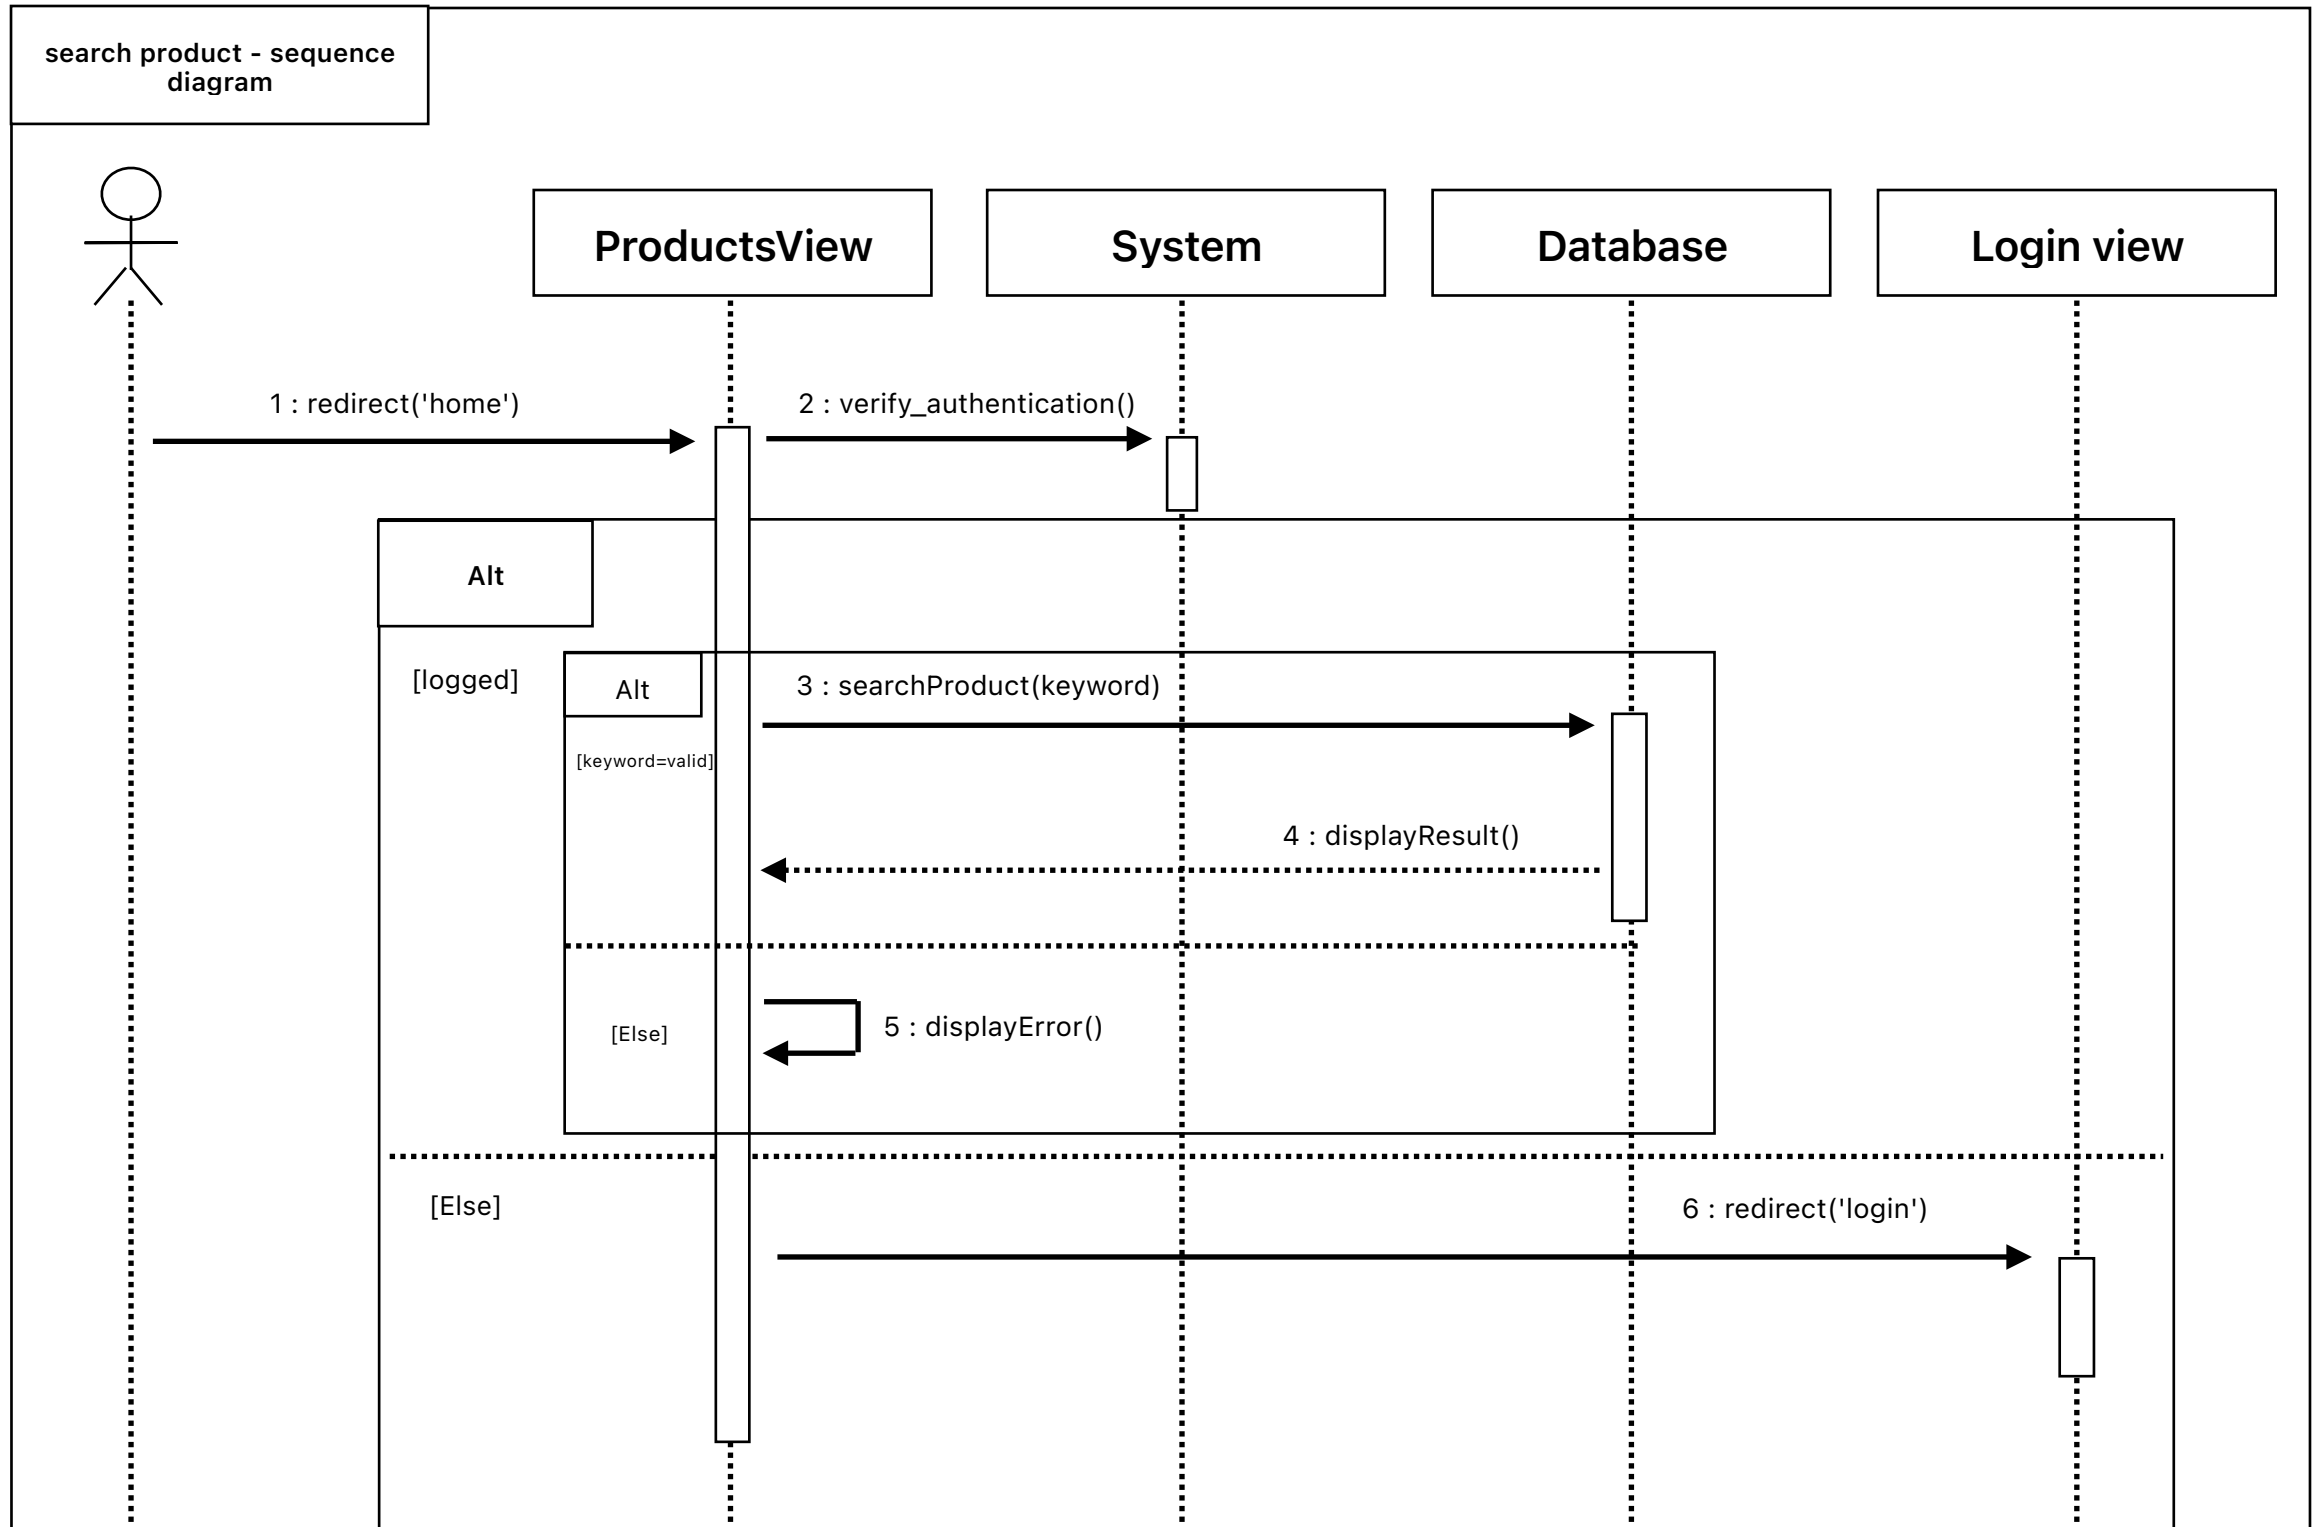 search product - sequence
diagram
ProductsView
System
Database
Login view
1 : redirect('home')
2 : verify_authentication()
Alt
[logged]
Alt
3 : searchProduct(keyword)
[keyword=valid]
4 : displayResult()
[Else]
5 : displayError()
[Else]
6 : redirect('login')